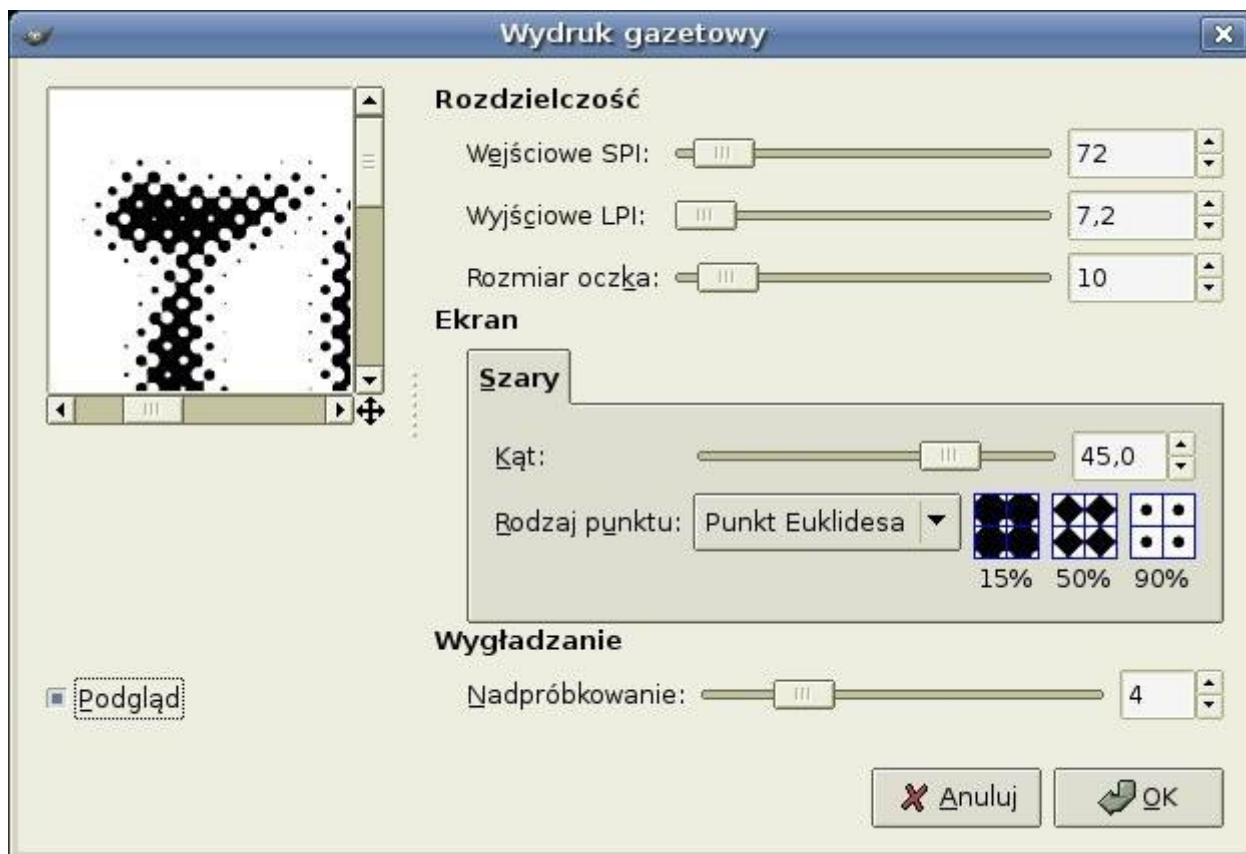 Wydruk gazetowy
Rozdzielczość
Wejściowe SPI: 72
Wyjściowe LPI: 7,2
Rozmiar oczka: 10
Ekran
Szary
Kąt: 45,0
Rodzaj punktu: Punkt Euklidesa
15% 50% 90%
Wygładzanie
Podgląd
Nadpróbkowanie: 4
Anuluj OK